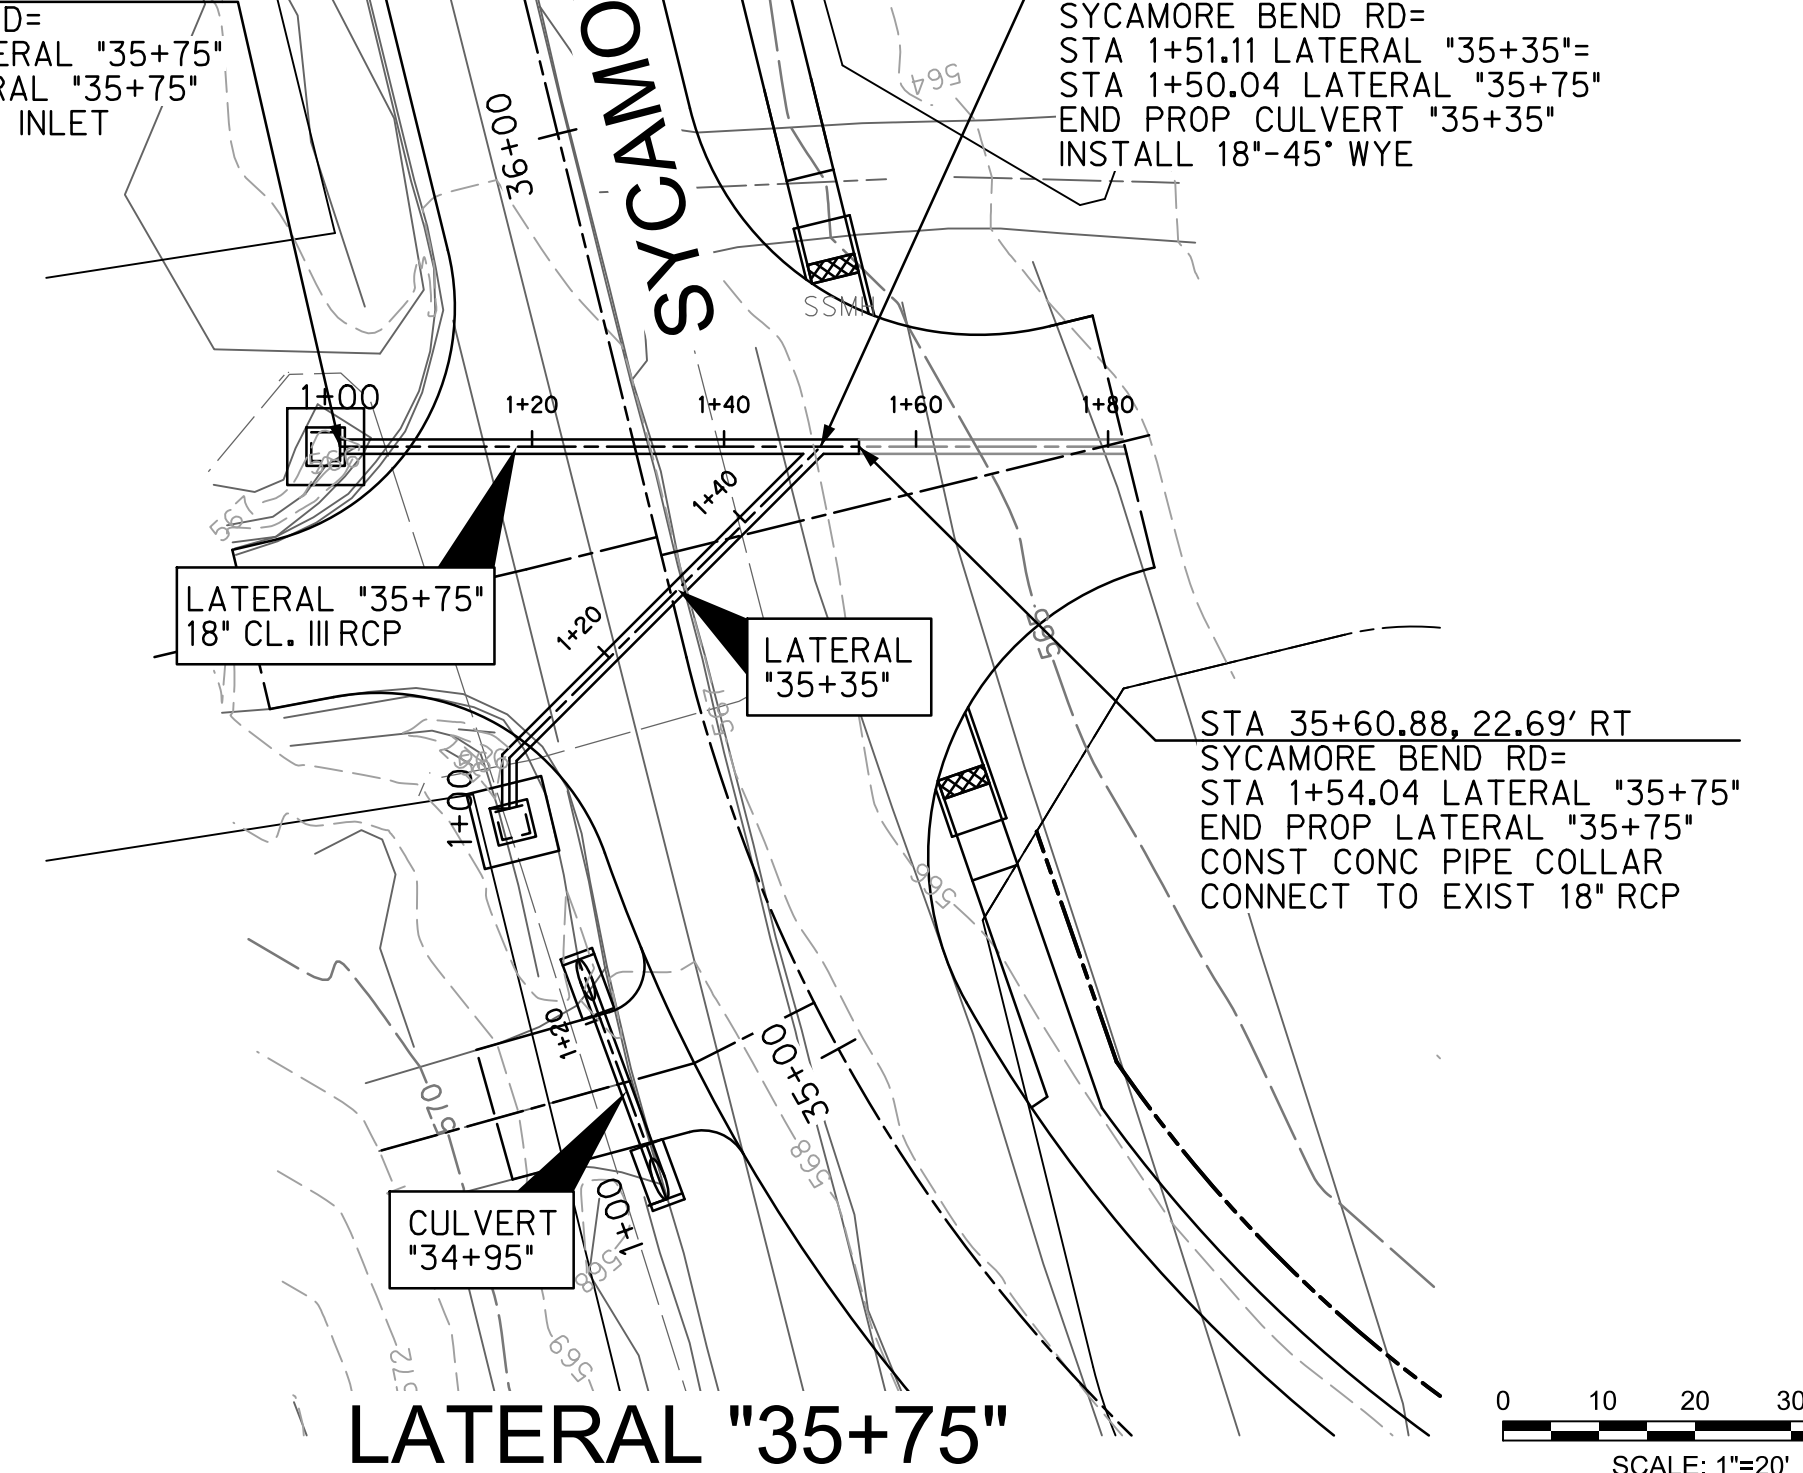 D=
ERAL "35+75"
RAL "35+75"
INLET
SYCAMO
36+00
564
SYCAMORE BEND RD=
STA 1+51.11 LATERAL "35+35"=
STA 1+50.04 LATERAL "35+75"
END PROP CULVERT "35+35"
INSTALL 18"-45° WYE
SSMH
1+00
1+20
1+40
1+60
1+80
567
1+40
1+20
LATERAL "35+75"
18" CL. III RCP
LATERAL
"35+35"
565
567
1+00
566
STA 35+60.88, 22.69' RT
SYCAMORE BEND RD=
STA 1+54.04 LATERAL "35+75"
END PROP LATERAL "35+75"
CONST CONC PIPE COLLAR
CONNECT TO EXIST 18" RCP
1+20
35+00
570
568
1+00
CULVERT
"34+95"
568
569
572
LATERAL "35+75"
0 10 20 30
SCALE: 1"=20'